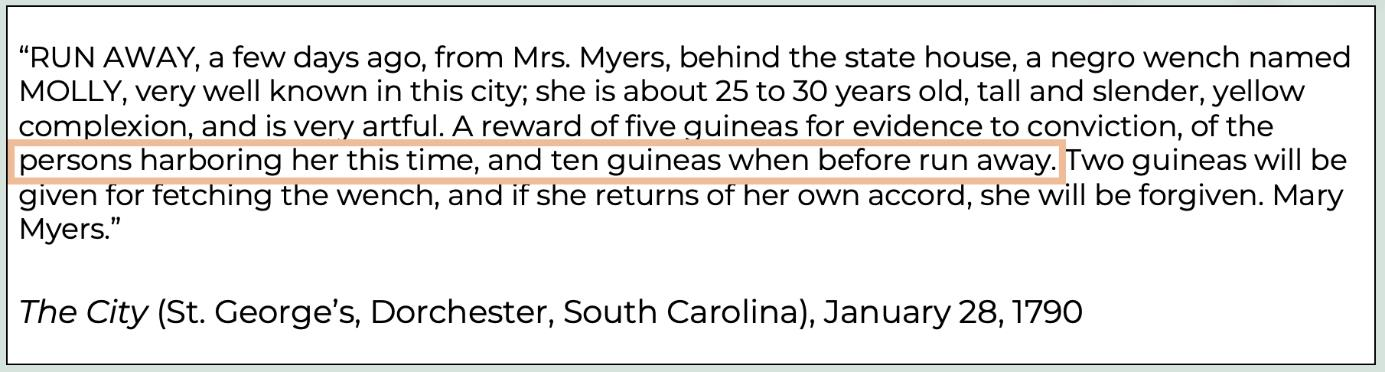 “RUN AWAY, a few days ago, from Mrs. Myers, behind the state house, a negro wench named
MOLLY, very well known in this city; she is about 25 to 30 years old, tall and slender, yellow
complexion, and is very artful. A reward of five guineas for evidence to conviction, of the
persons harboring her this time, and ten guineas when before run away. Two guineas will be
given for fetching the wench, and if she returns of her own accord, she will be forgiven. Mary
Myers.”
The City (St. George’s, Dorchester, South Carolina), January 28, 1790